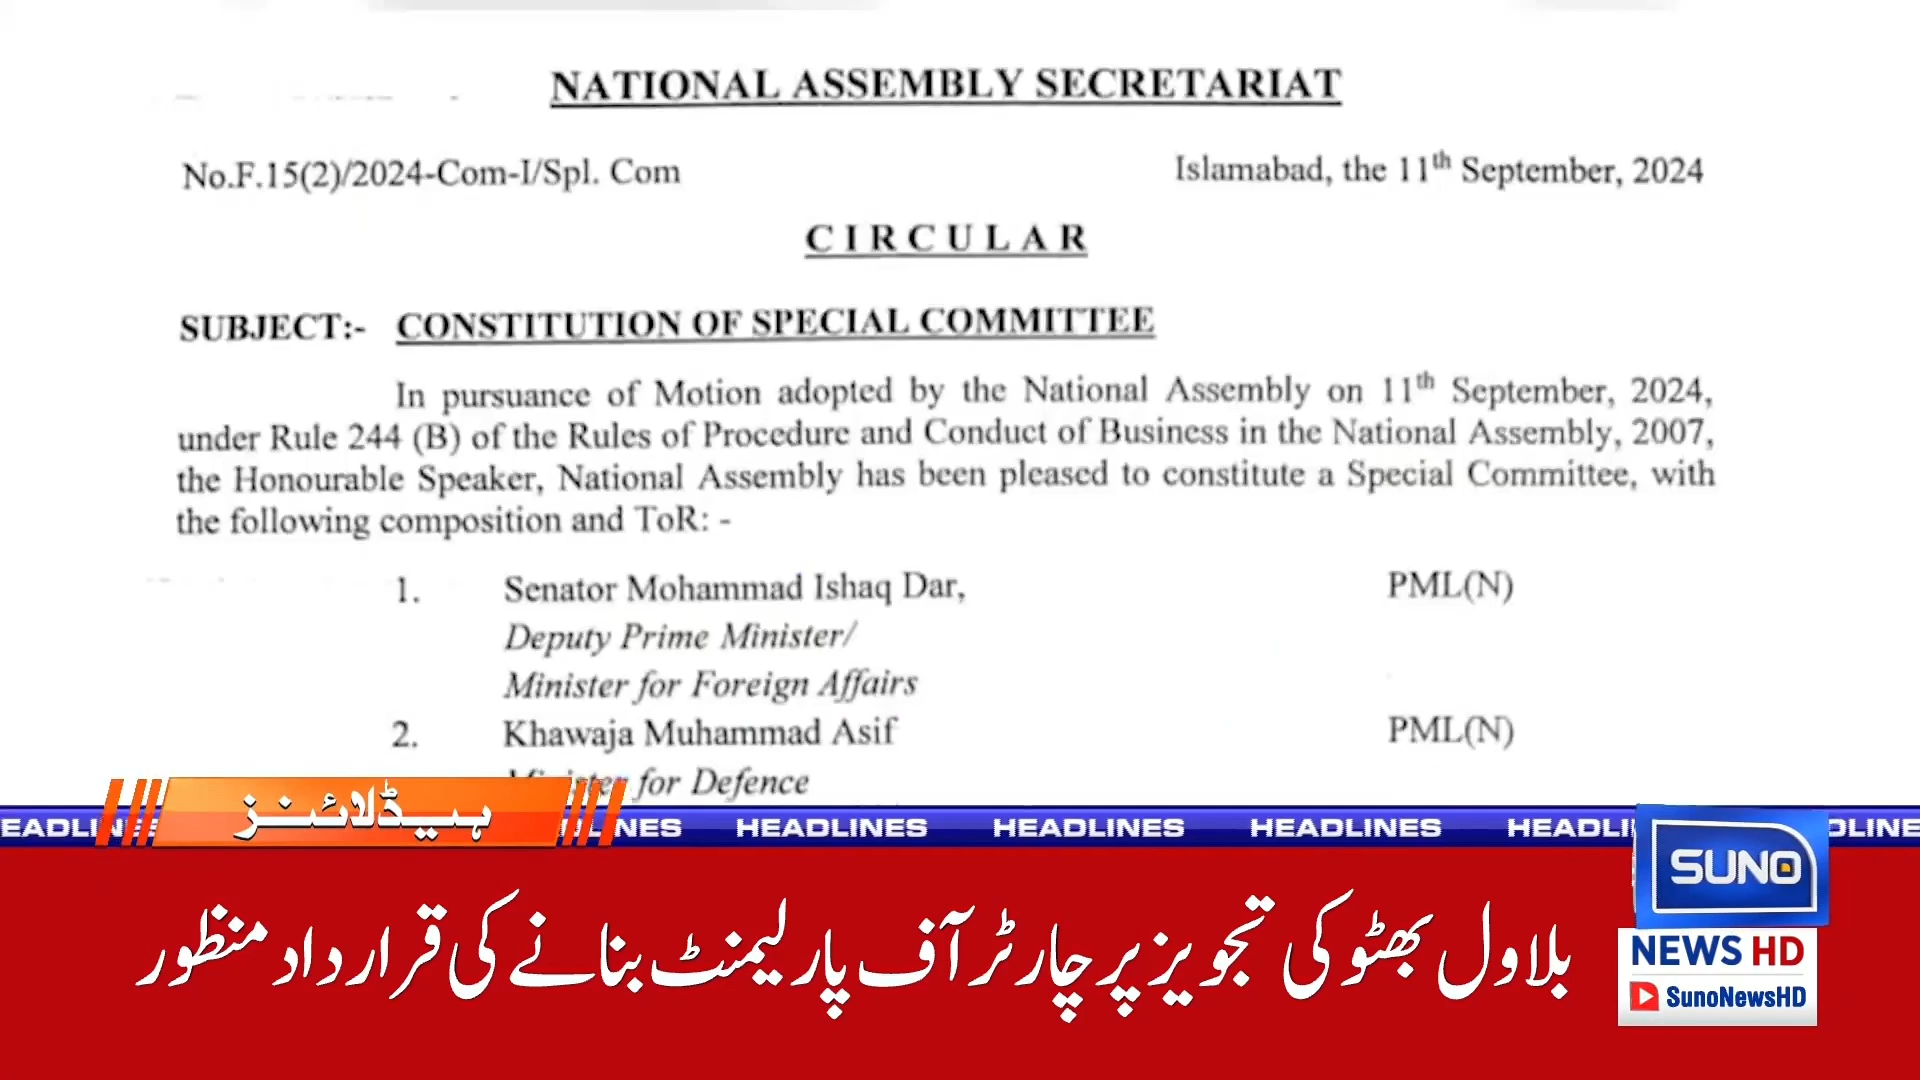 NATIONAL ASSEMBLY SECRETARIAT
No.F.15(2)/2024-Com-I/Spl. Com
Islamabad, the 11th September, 2024
CIRCULAR
SUBJECT:- CONSTITUTION OF SPECIAL COMMITTEE
In pursuance of Motion adopted by the National Assembly on 11th September, 2024,
under Rule 244 (B) of the Rules of Procedure and Conduct of Business in the National Assembly, 2007,
the Honourable Speaker, National Assembly has been pleased to constitute a Special Committee, with
the following composition and ToR: -
1. Senator Mohammad Ishaq Dar, PML(N)
Deputy Prime Minister/
Minister for Foreign Affairs
2. Khawaja Muhammad Asif PML(N)
Minister for Defence
ہیڈلائنز
HEADLINES HEADLINES HEADLINES
بلاول بھٹو کی تجویز پر چارٹر آف پارلیمنٹ بنانے کی قرارداد منظور
SUNO
NEWS HD
SunoNewsHD